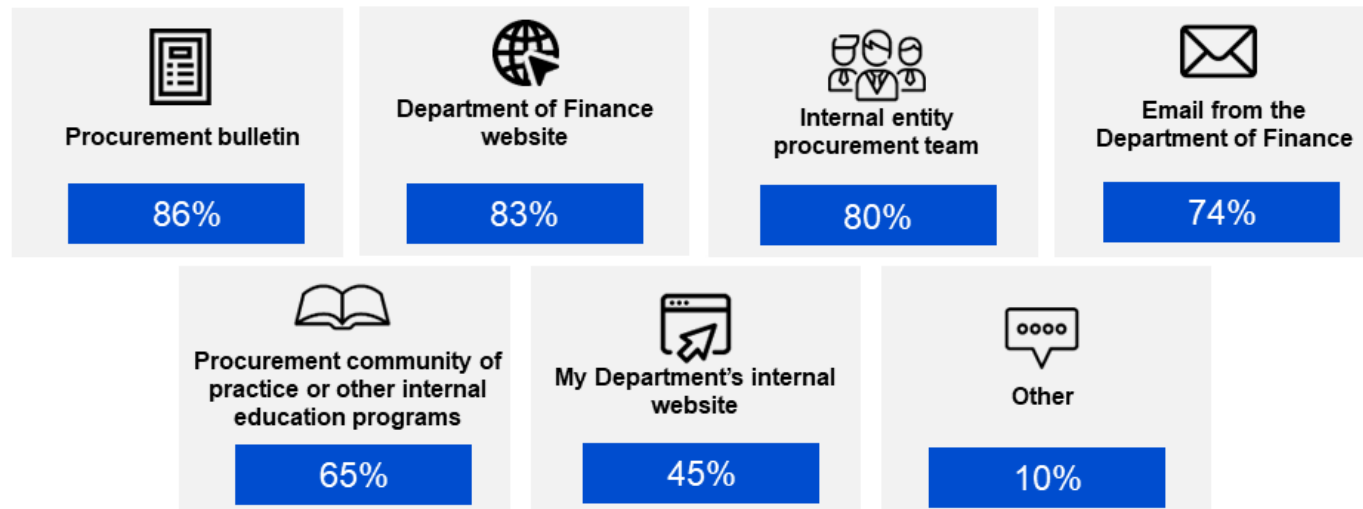 Procurement bulletin
86%
Department of Finance
website
83%
Internal entity
procurement team
80%
Email from the
Department of Finance
74%
Procurement community of
practice or other internal
education programs
65%
My Department’s internal
website
45%
Other
10%